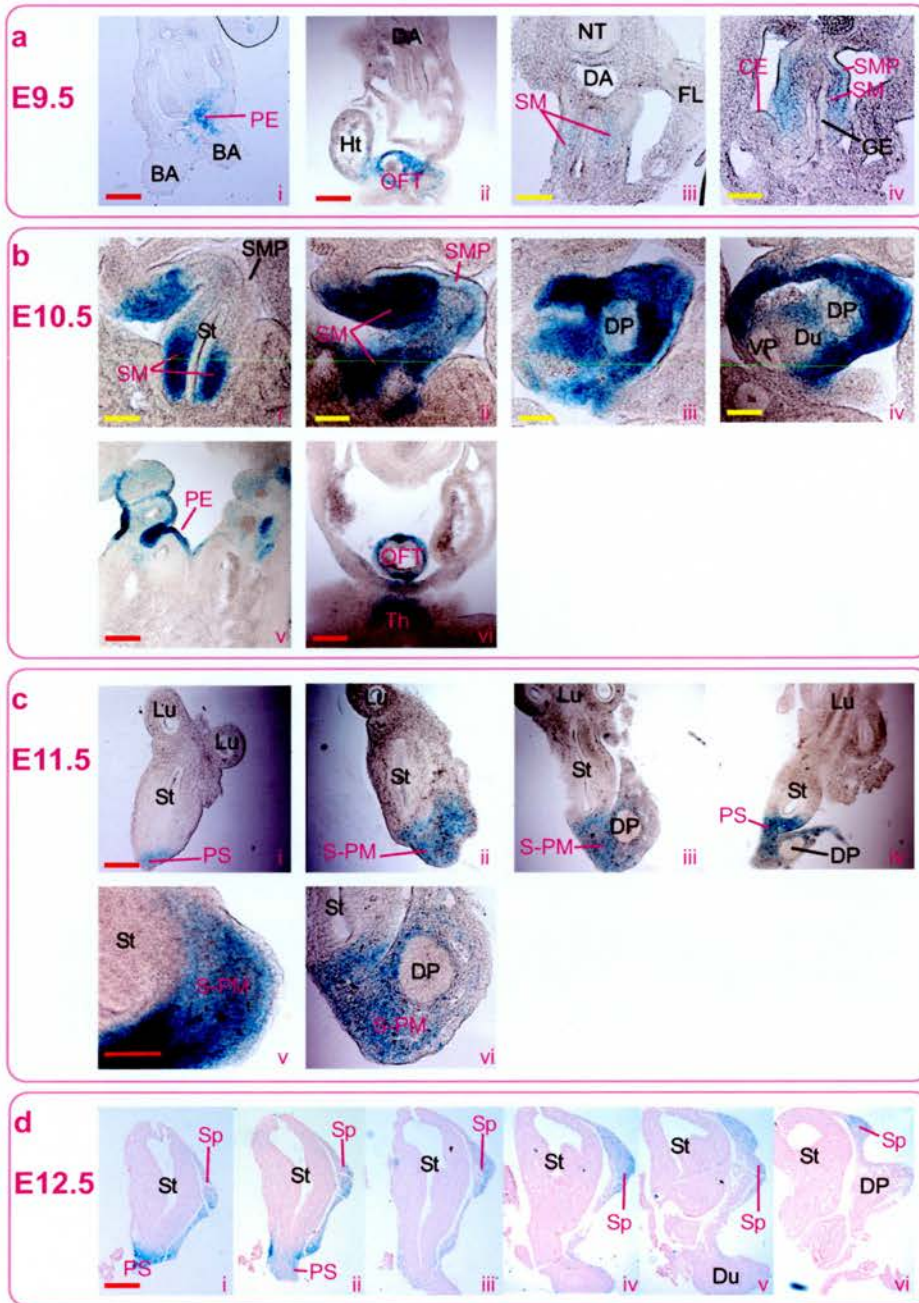 a
E9.5
PE
BA
BA
i
DA
Ht
OFT
ii
NT
DA
SM
FL
iii
CE
SMP
SM
GE
iv
b
E10.5
SMP
St
SM
i
SMP
SM
ii
DP
iii
DP
VP
Du
iv
PE
v
OFT
Th
vi
c
E11.5
Lu
Lu
St
PS
i
Lu
St
S-PM
ii
Lu
St
DP
S-PM
iii
Lu
St
PS
DP
iv
St
S-PM
v
St
DP
S-PM
vi
d
E12.5
Sp
St
PS
i
Sp
St
PS
ii
Sp
St
iii
St
Sp
iv
St
Sp
Du
v
St
Sp
DP
vi